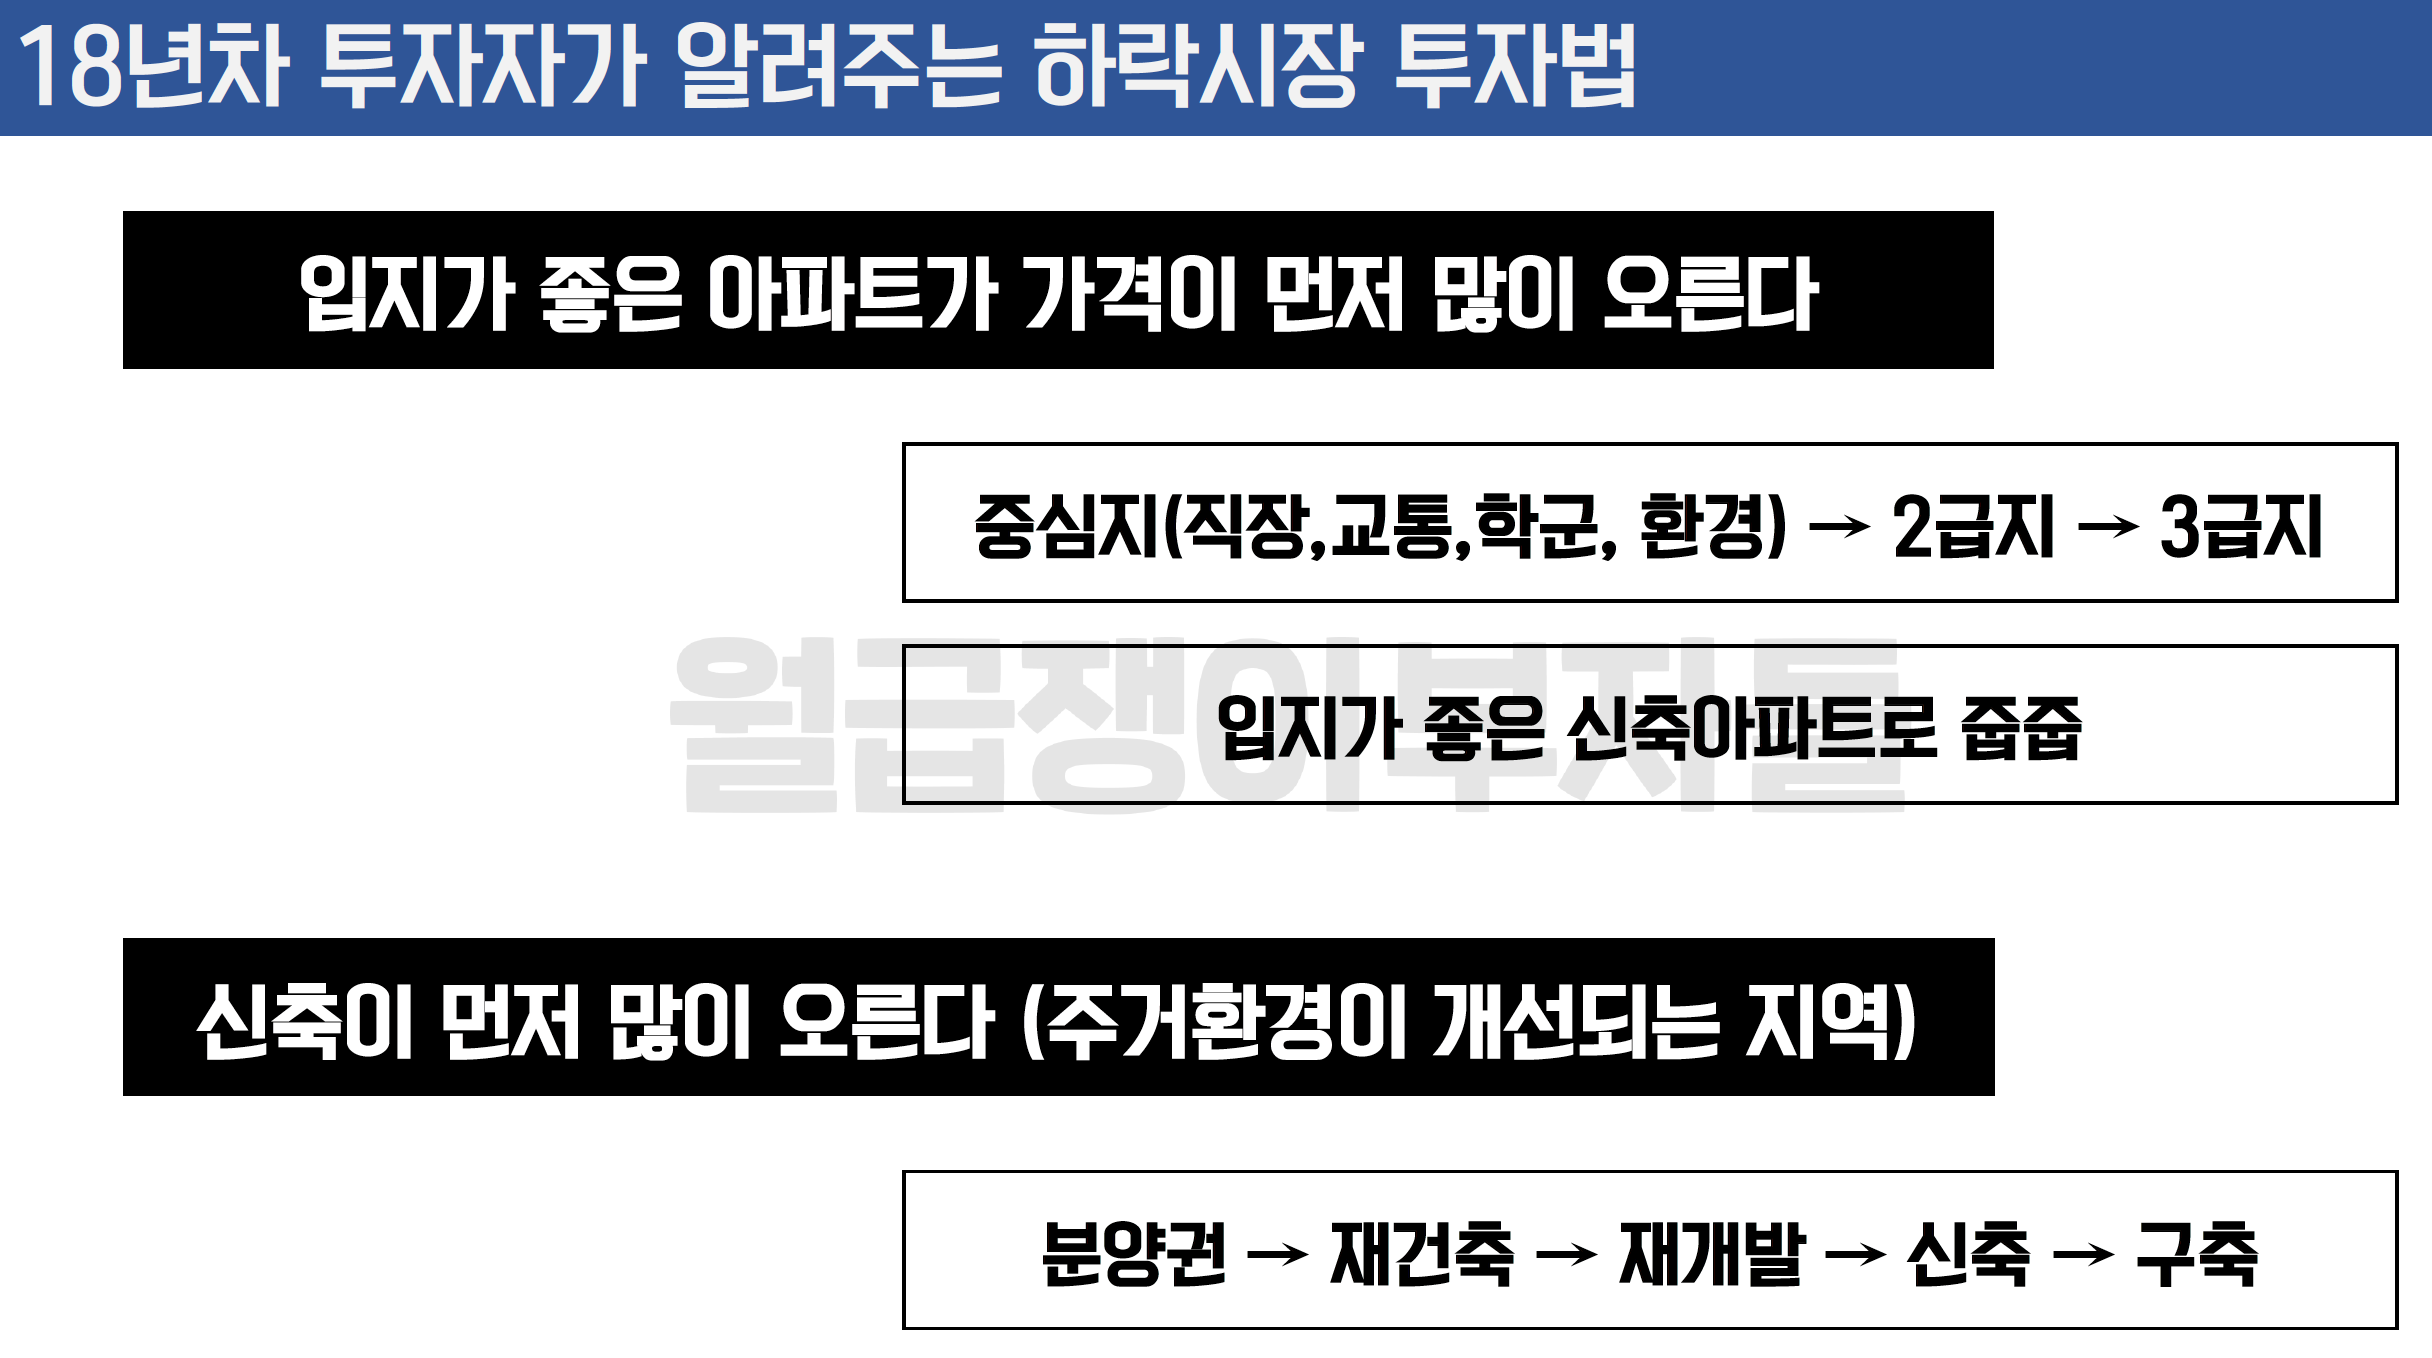 18년차 투자자가 알려주는 하락시장 투자법
입지가 좋은 아파트가 가격이 먼저 많이 오른다
중심지(직장,교통,학군, 환경) → 2급지 → 3급지
입지가 좋은 신축아파트로 줍줍
월급쟁이부자들
신축이 먼저 많이 오른다 (주거환경이 개선되는 지역)
분양권 → 재건축 → 재개발 → 신축 → 구축